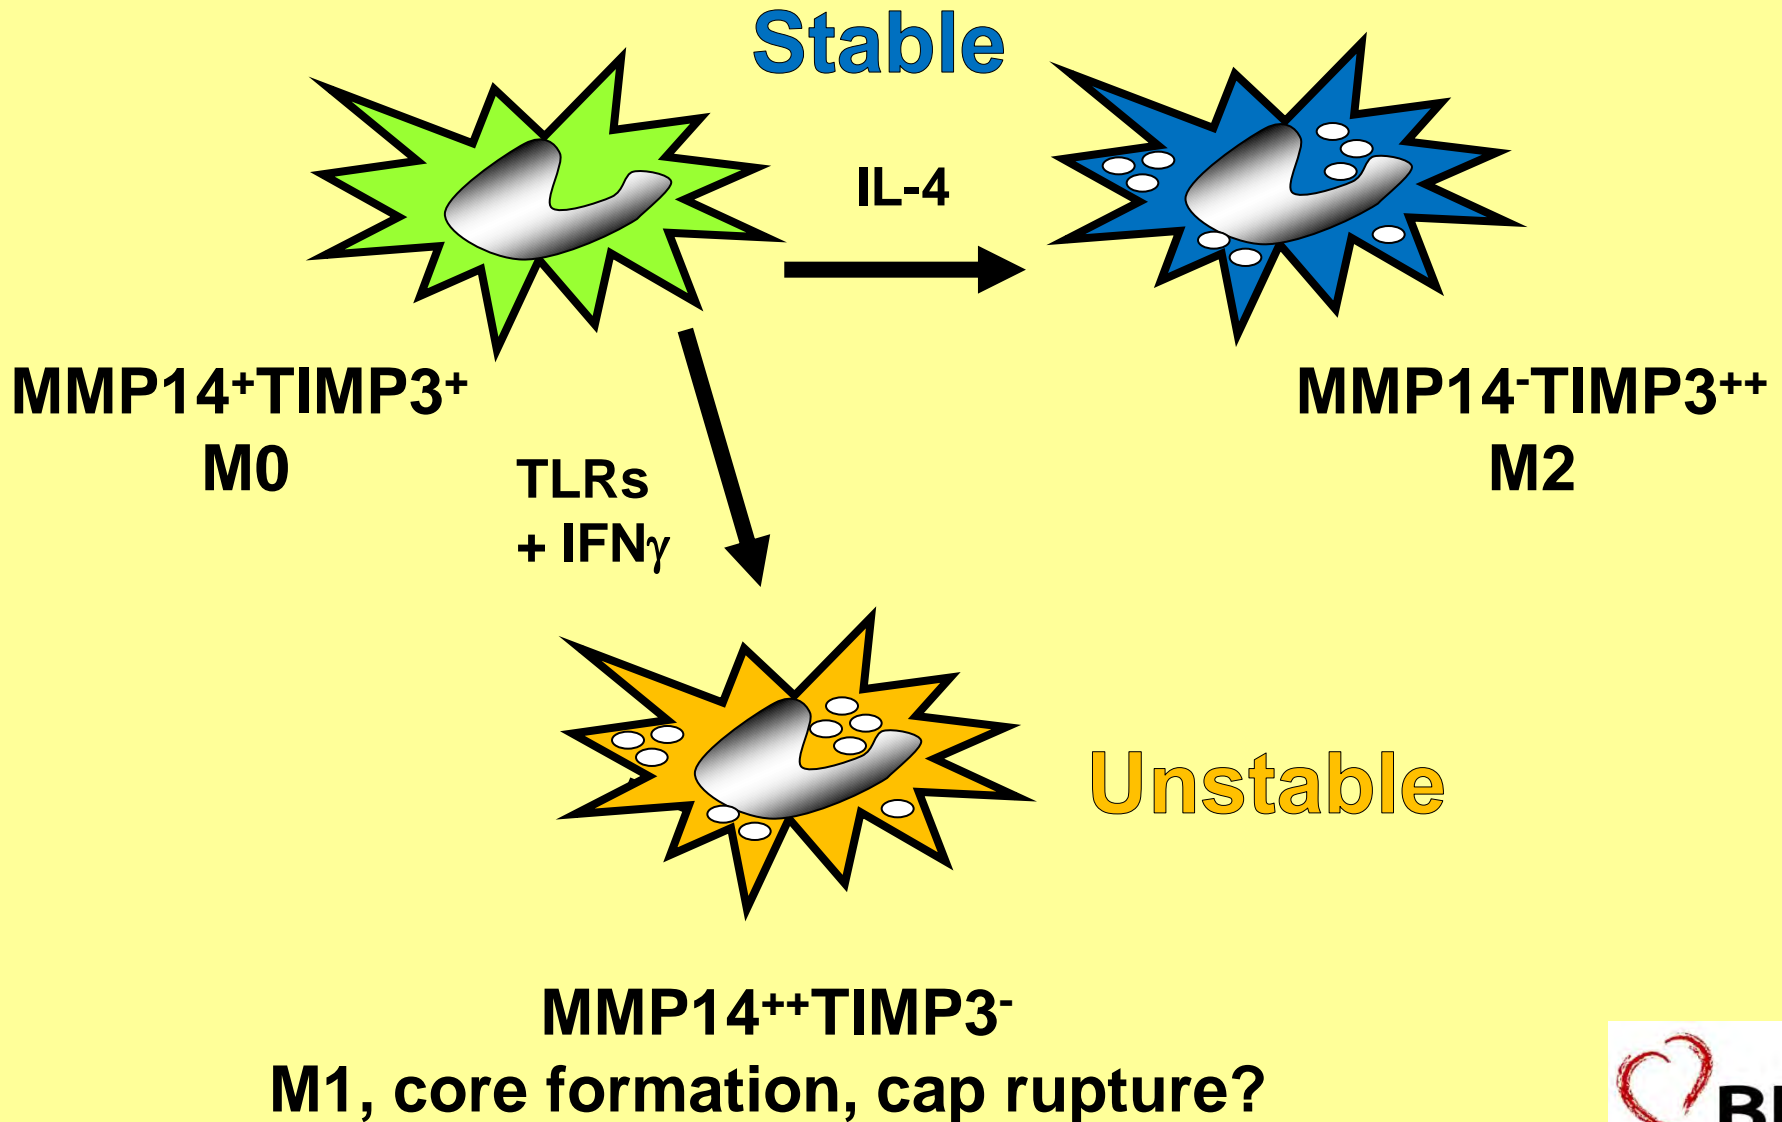 Stable
IL-4
MMP14⁺TIMP3⁺
M0
MMP14⁻TIMP3⁺⁺
M2
TLRs
+ IFNγ
Unstable
MMP14⁺⁺TIMP3⁻
M1, core formation, cap rupture?